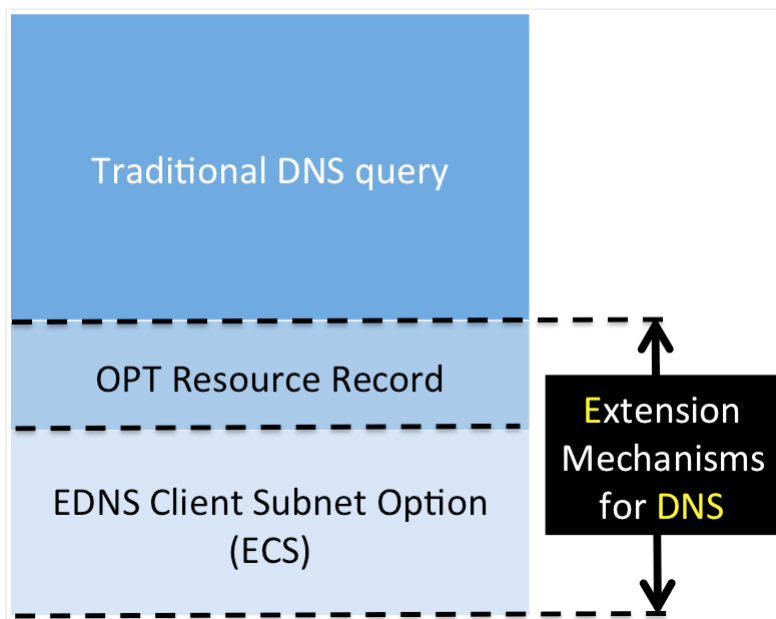 Traditional DNS query
OPT Resource Record
EDNS Client Subnet Option
(ECS)
Extension
Mechanisms
for DNS